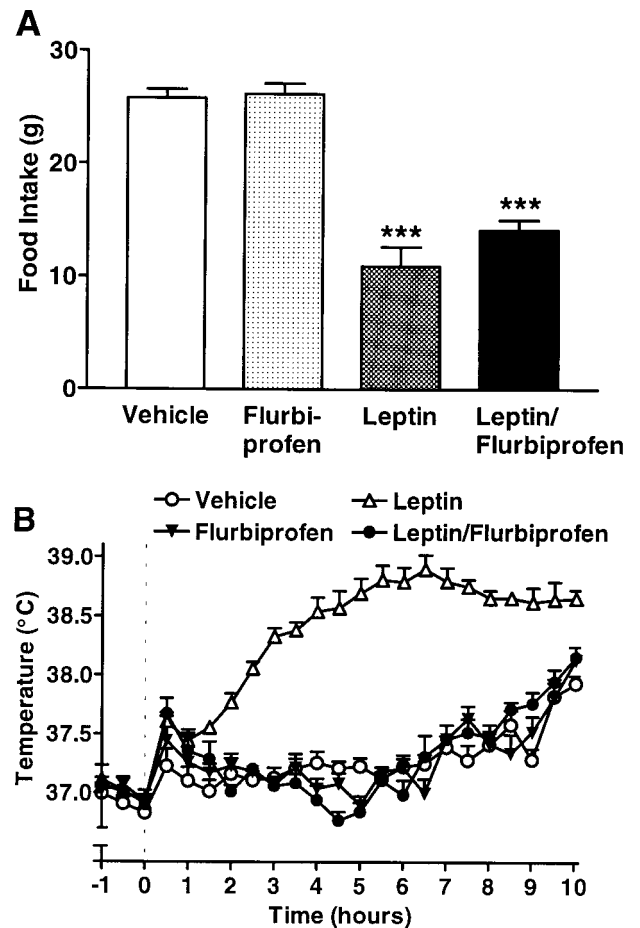 A
30
20
10
0
Food Intake (g)
***
***
Vehicle
Flurbi-
profen
Leptin
Leptin/
Flurbiprofen
B
Vehicle
Leptin
Flurbiprofen
Leptin/Flurbiprofen
39.0
38.5
38.0
37.5
37.0
Temperature (°C)
-1 0 1 2 3 4 5 6 7 8 9 10
Time (hours)